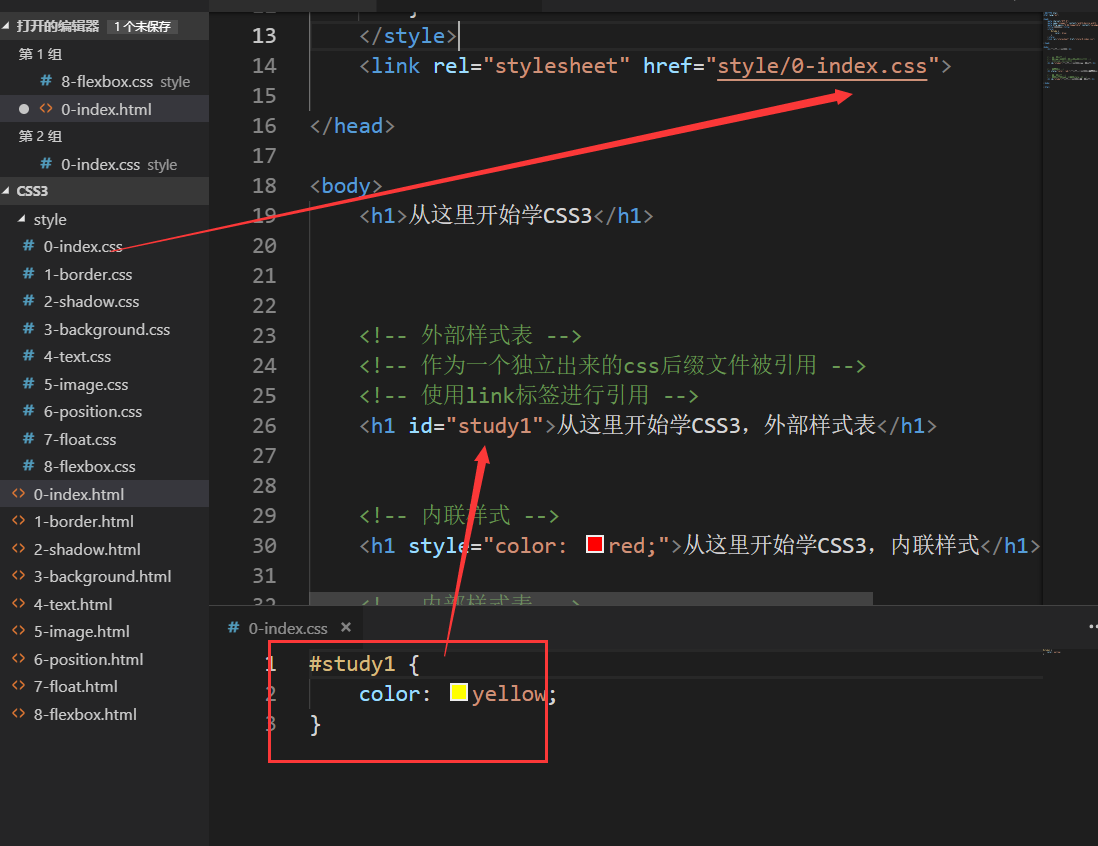 打开的编辑器 1 个未保存
第 1 组
# 8-flexbox.css style
<> 0-index.html
第 2 组
# 0-index.css style
CSS3
style
# 0-index.css
# 1-border.css
# 2-shadow.css
# 3-background.css
# 4-text.css
# 5-image.css
# 6-position.css
# 7-float.css
# 8-flexbox.css
<> 0-index.html
<> 1-border.html
<> 2-shadow.html
<> 3-background.html
<> 4-text.html
<> 5-image.html
<> 6-position.html
<> 7-float.html
<> 8-flexbox.html
12 }
13 </style>
14 <link rel="stylesheet" href="style/0-index.css">
15
16 </head>
17
18 <body>
19 <h1>从这里开始学CSS3</h1>
20
21
22
23 <!-- 外部样式表 -->
24 <!-- 作为一个独立出来的css后缀文件被引用 -->
25 <!-- 使用link标签进行引用 -->
26 <h1 id="study1">从这里开始学CSS3，外部样式表</h1>
27
28
29 <!-- 内联样式 -->
30 <h1 style="color: red;">从这里开始学CSS3，内联样式</h1>
31
32 <!-- 内部样式表 -->
# 0-index.css ×
1 #study1 {
2 color: yellow;
3 }